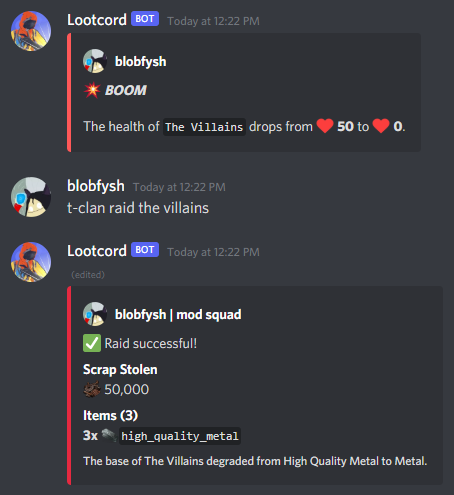 Lootcord BOT Today at 12:22 PM
blobfysh
BOOM
The health of The Villains drops from 50 to 0.
blobfysh Today at 12:22 PM
t-clan raid the villains
Lootcord BOT Today at 12:22 PM
(edited)
blobfysh | mod squad
Raid successful!
Scrap Stolen
50,000
Items (3)
3x high_quality_metal
The base of The Villains degraded from High Quality Metal to Metal.